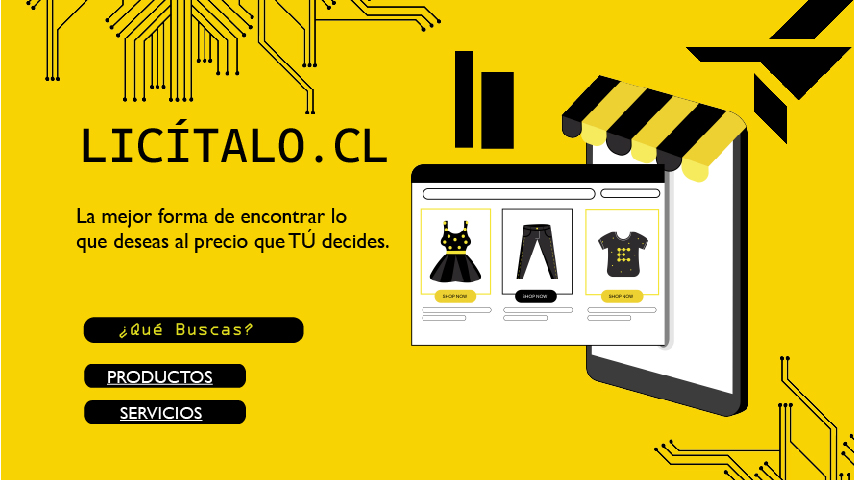 LICÍTALO.CL
La mejor forma de encontrar lo
que deseas al precio que TÚ decides.
¿Qué Buscas?
PRODUCTOS
SERVICIOS
SHOP NOW
SHOP NOW
SHOP NOW